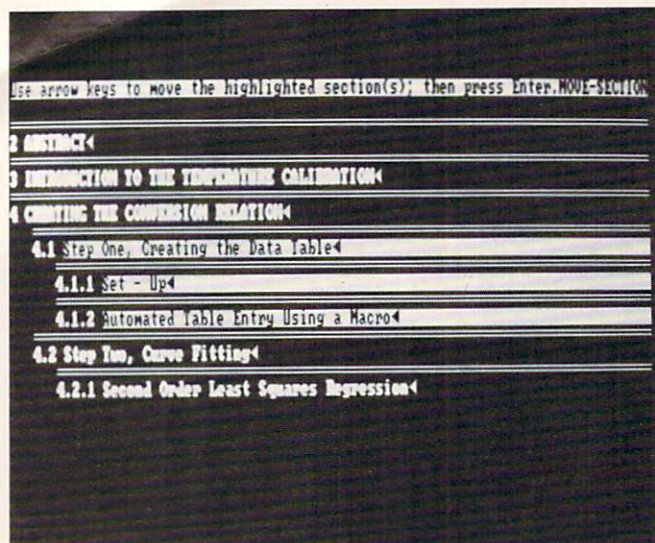 Use arrow keys to move the highlighted section(s); then press Enter. MOVE-SECTION
2 ABSTRACT◄
3 INTRODUCTION TO THE TEMPERATURE CALIBRATION◄
4 CREATING THE CONVERSION RELATION◄
4.1 Step One, Creating the Data Table◄
4.1.1 Set - Up◄
4.1.2 Automated Table Entry Using a Macro◄
4.2 Step Two, Curve Fitting◄
4.2.1 Second Order Least Squares Regression◄